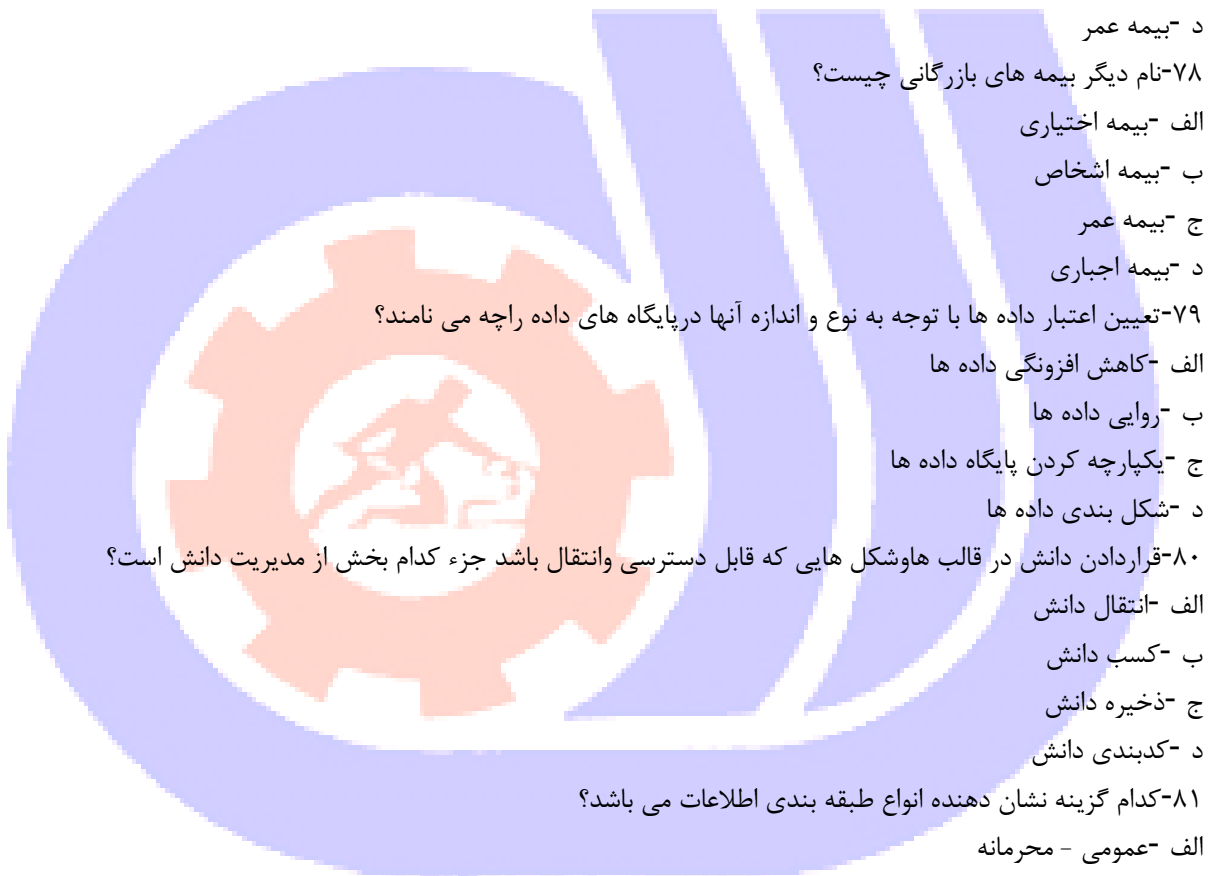 د -بیمه عمر
۷۸-نام دیگر بیمه های بازرگانی چیست؟
الف -بیمه اختیاری
ب -بیمه اشخاص
ج -بیمه عمر
د -بیمه اجباری
۷۹-تعیین اعتبار داده ها با توجه به نوع و اندازه آنها درپایگاه های داده راچه می نامند؟
الف -کاهش افزونگی داده ها
ب -روایی داده ها
ج -یکپارچه کردن پایگاه داده ها
د -شکل بندی داده ها
۸۰-قراردادن دانش در قالب هاوشکل هایی که قابل دسترسی وانتقال باشد جزء کدام بخش از مدیریت دانش است؟
الف -انتقال دانش
ب -کسب دانش
ج -ذخیره دانش
د -کدبندی دانش
۸۱-کدام گزینه نشان دهنده انواع طبقه بندی اطلاعات می باشد؟
الف -عمومی - محرمانه